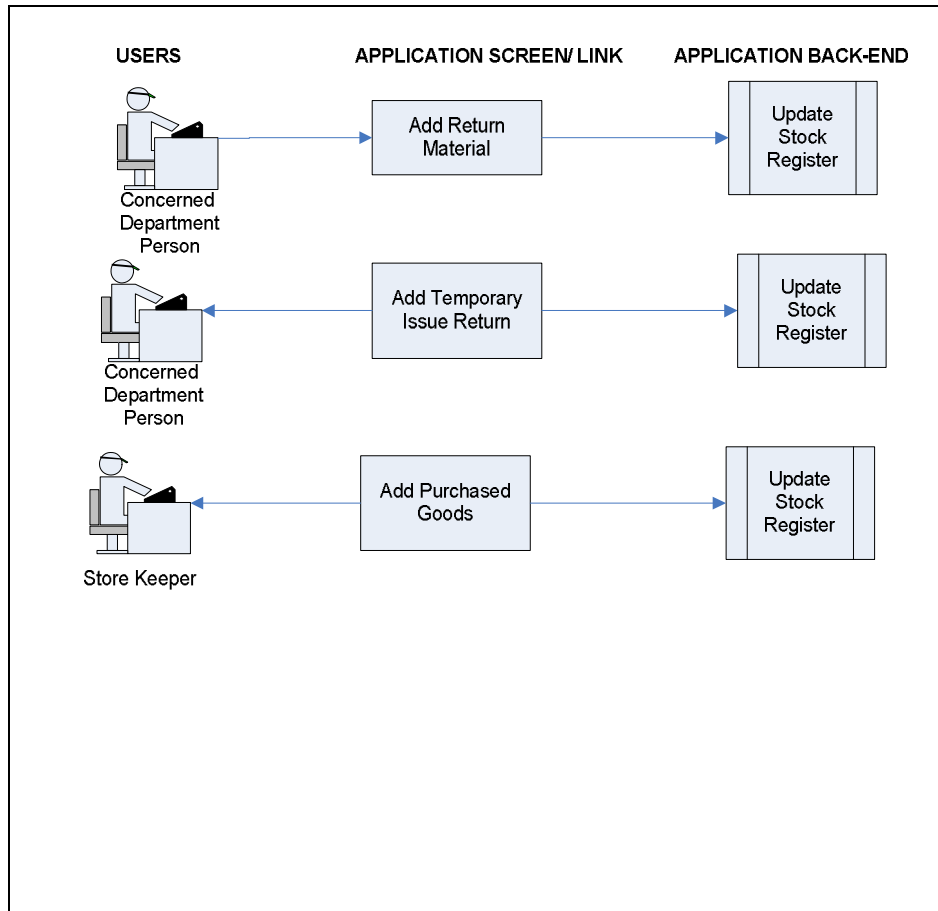 USERS
APPLICATION SCREEN/ LINK
APPLICATION BACK-END
Concerned
Department
Person
Add Return
Material
Update
Stock
Register
Concerned
Department
Person
Add Temporary
Issue Return
Update
Stock
Register
Store Keeper
Add Purchased
Goods
Update
Stock
Register